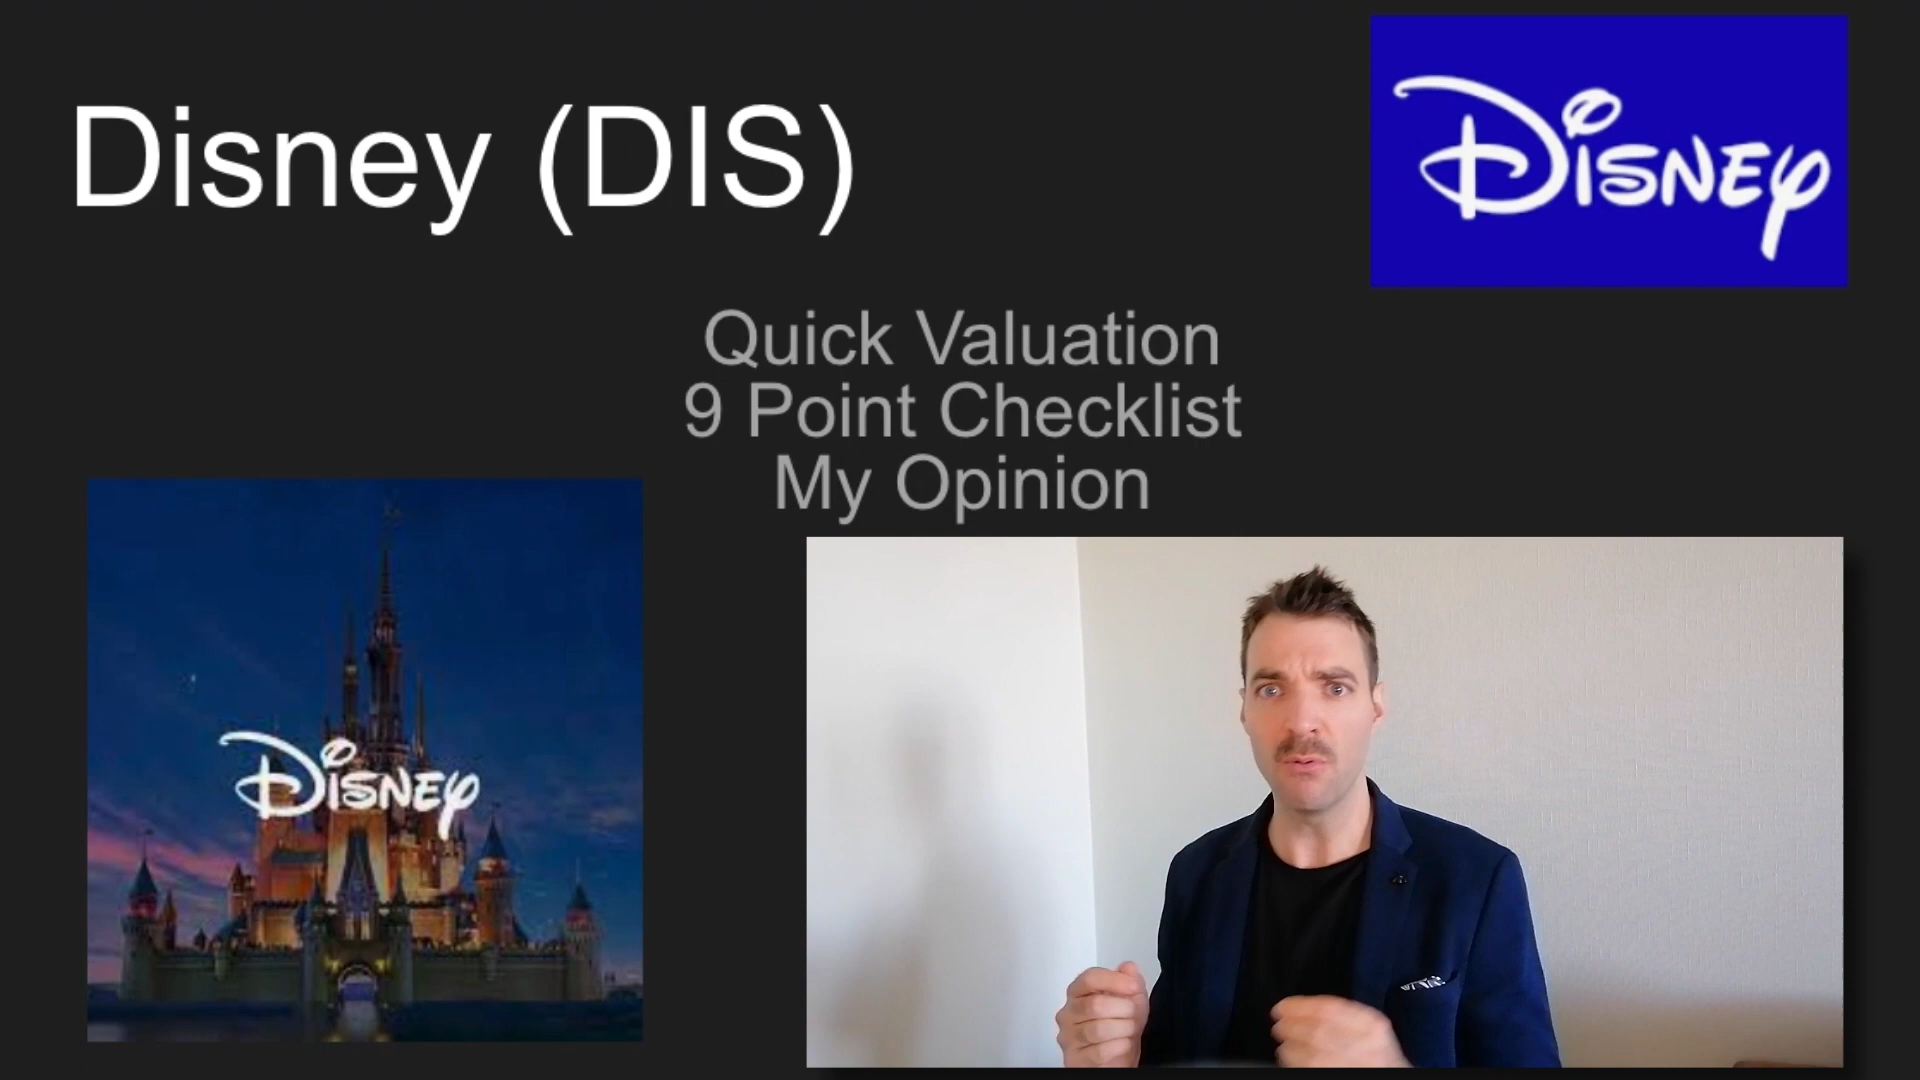 Disney (DIS)
Disney
Quick Valuation
9 Point Checklist
My Opinion
Disney